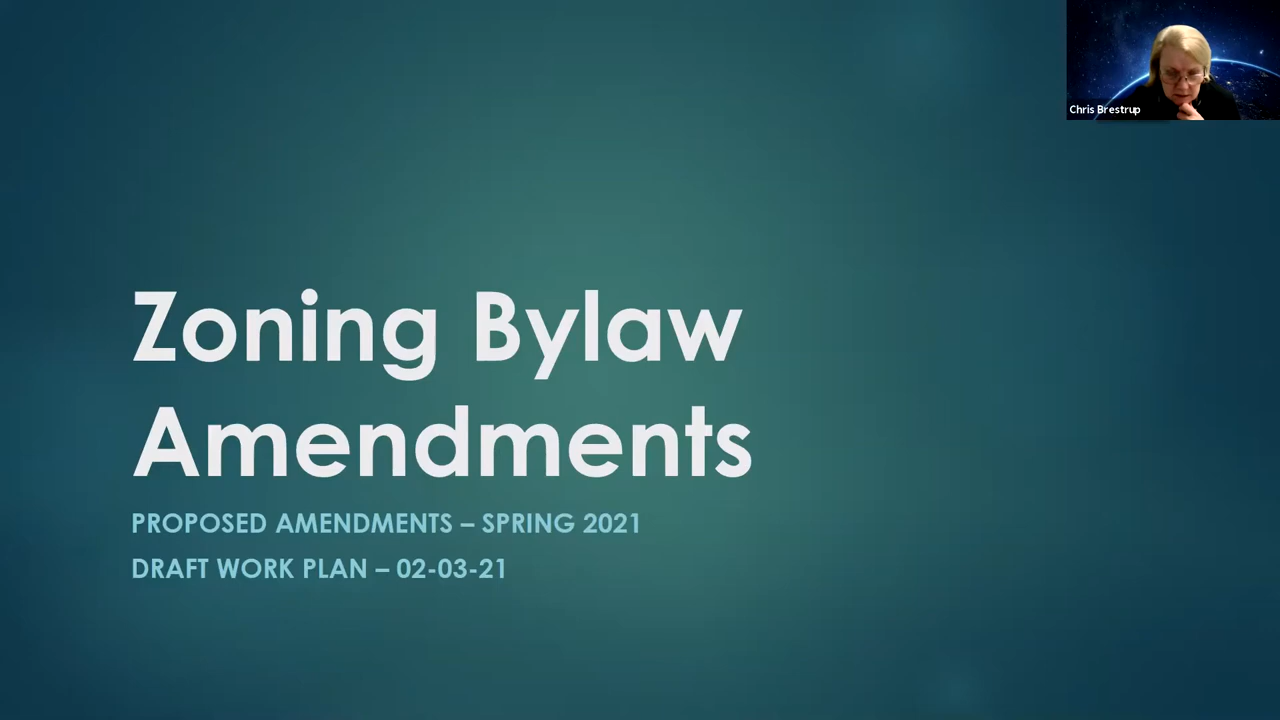 Chris Brestrup
Zoning Bylaw
Amendments
PROPOSED AMENDMENTS – SPRING 2021
DRAFT WORK PLAN – 02-03-21